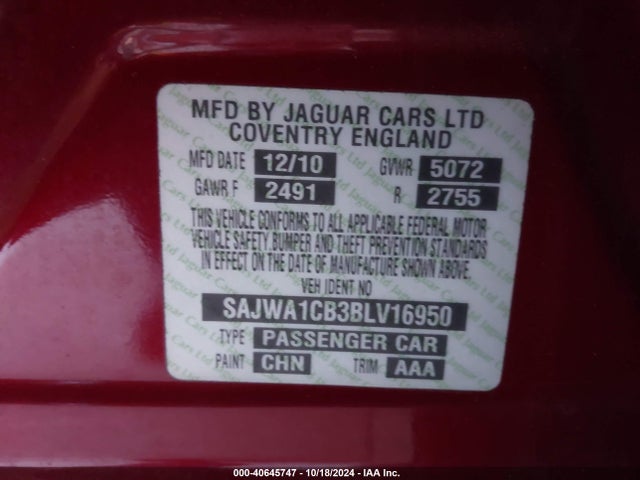 MFD BY JAGUAR CARS LTD
COVENTRY ENGLAND
MFD DATE 12/10 GVWR 5072
GAWR F 2491 R 2755
THIS VEHICLE CONFORMS TO ALL APPLICABLE FEDERAL MOTOR
VEHICLE SAFETY,BUMPER AND THEFT PREVENTION STANDARDS
IN EFFECT ON THE DATE OF MANUFACTURE SHOWN ABOVE.
VEH IDENT NO
SAJWA1CB3BLV16950
TYPE PASSENGER CAR
PAINT CHN TRIM AAA
000-40645747 - 10/18/2024 - IAA Inc.